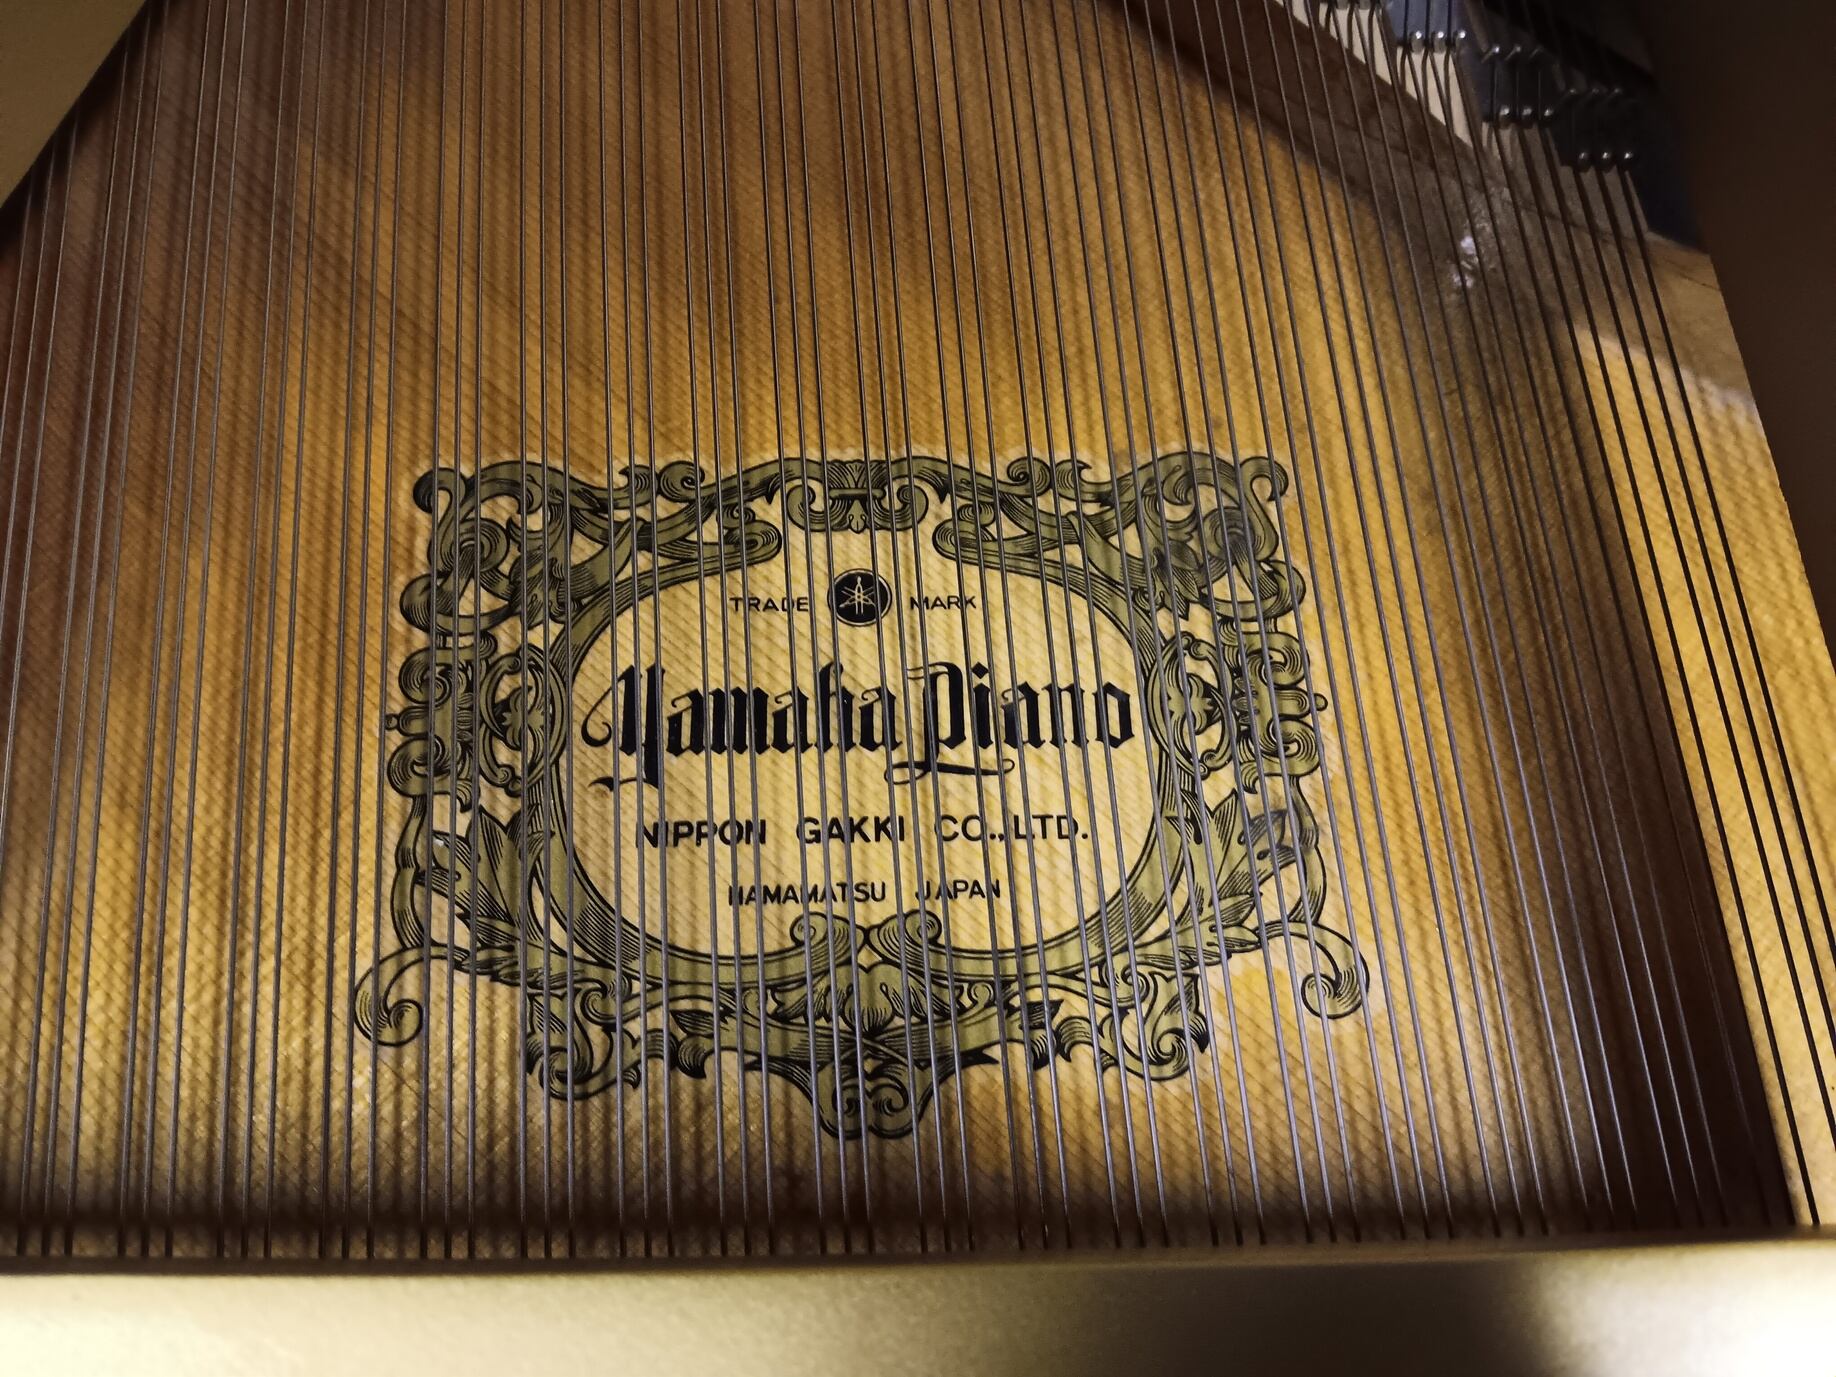 TRADE MARK
Yamaha Piano
NIPPON GAKKI CO.,LTD.
HAMAMATSU JAPAN